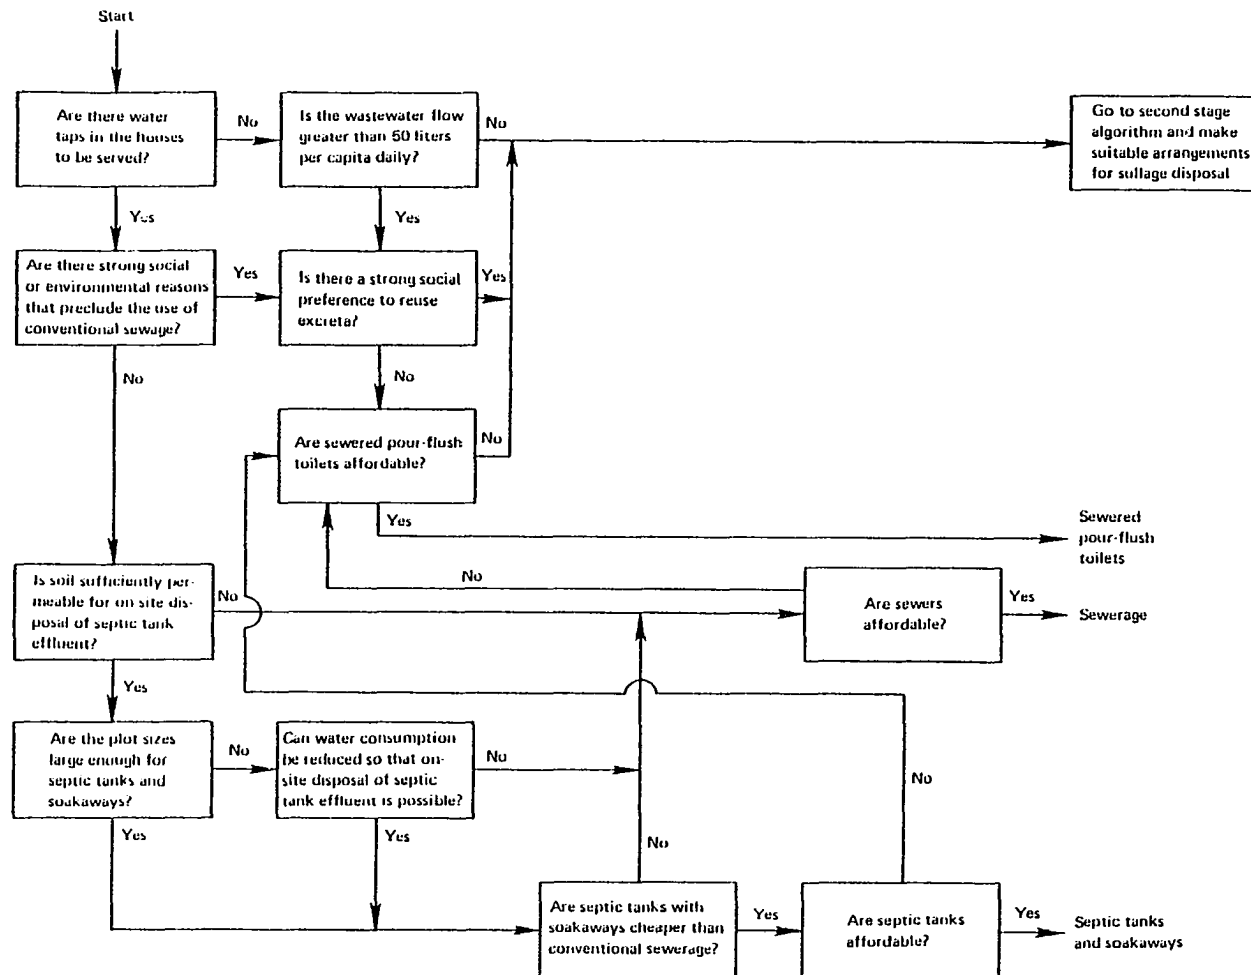 Start
Are there water
taps in the houses
to be served?
No
Is the wastewater flow
greater than 50 liters
per capita daily?
No
Go to second stage
algorithm and make
suitable arrangements
for sullage disposal
Yes
Yes
Are there strong social
or environmental reasons
that preclude the use of
conventional sewage?
Yes
Is there a strong social
preference to reuse
excreta?
Yes
No
No
Are sewered pour-flush
toilets affordable?
No
Yes
Sewered
pour-flush
toilets
Is soil sufficiently per-
meable for on site dis-
posal of septic tank
effluent?
No
No
Are sewers
affordable?
Yes
Sewerage
Yes
Are the plot sizes
large enough for
septic tanks and
soakaways?
No
Can water consumption
be reduced so that on-
site disposal of septic
tank effluent is possible?
No
No
Yes
Yes
No
Are septic tanks with
soakaways cheaper than
conventional sewerage?
Yes
Are septic tanks
affordable?
Yes
Septic tanks
and soakaways